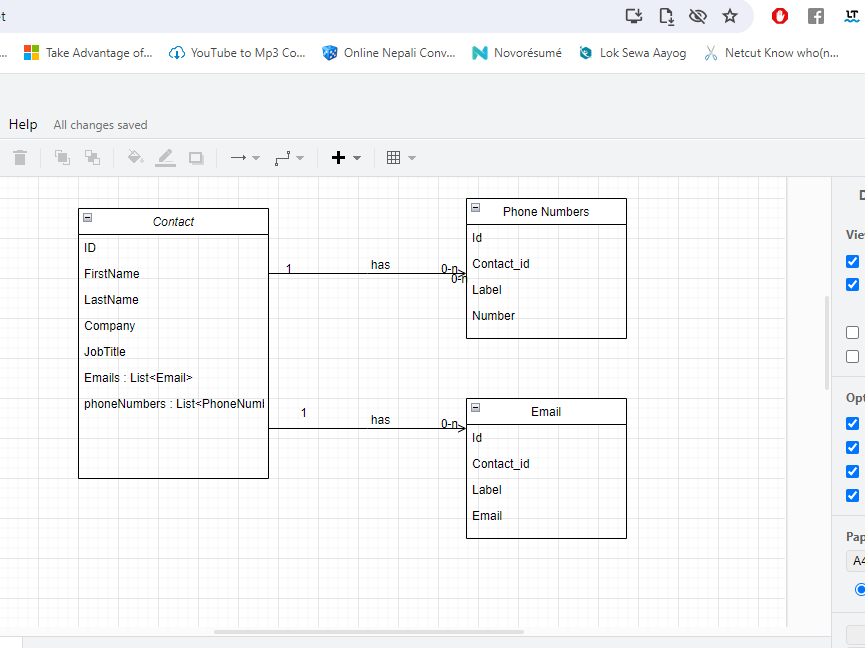 t
... Take Advantage of... YouTube to Mp3 Co... Online Nepali Conv... Novorésumé Lok Sewa Aayog Netcut Know who(n...
Help All changes saved
Contact
ID
FirstName
LastName
Company
JobTitle
Emails : List<Email>
phoneNumbers : List<PhoneNuml
1 has 0-n
0-n
Phone Numbers
Id
Contact_id
Label
Number
1 has 0-n
Email
Id
Contact_id
Label
Email
D
Vie
Opt
Pap
A4